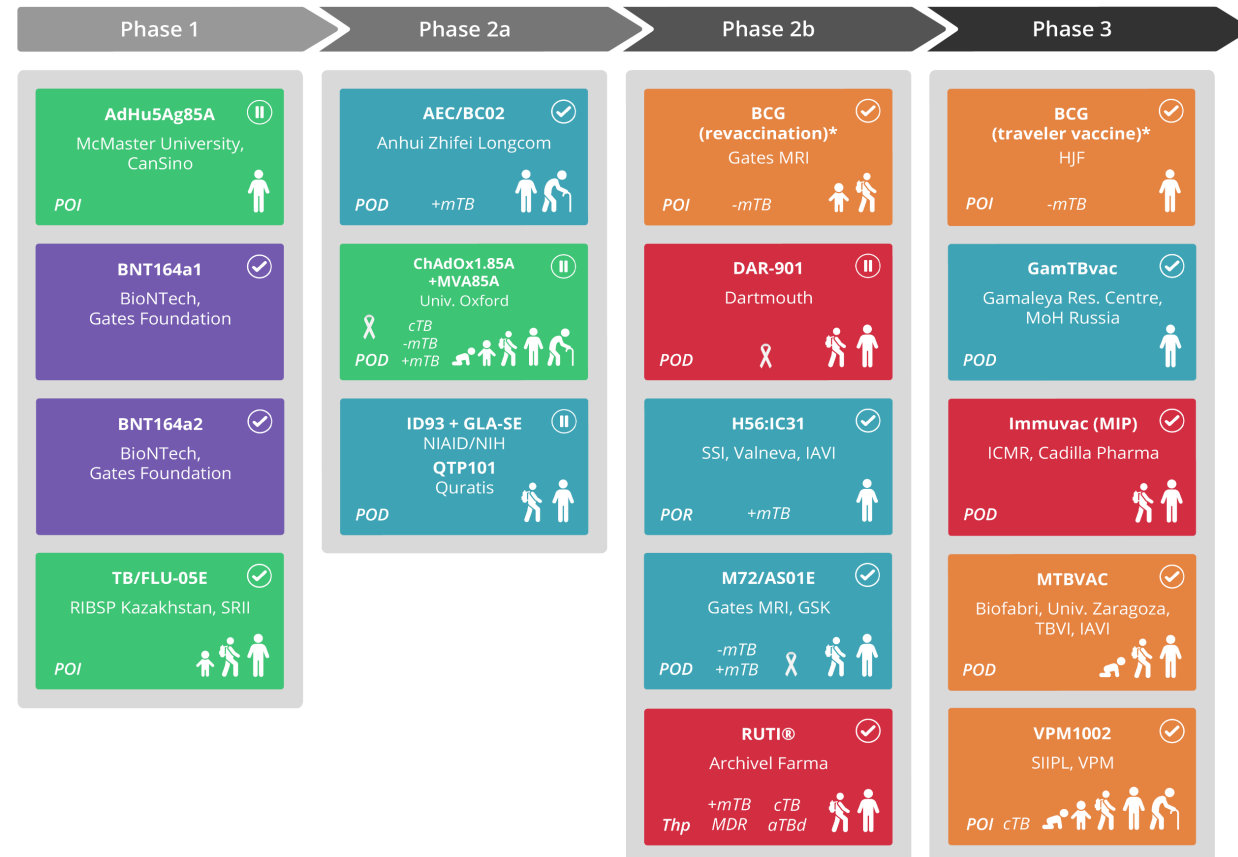 Phase 1
Phase 2a
Phase 2b
Phase 3
AdHu5Ag85A
McMaster University,
CanSino
POI
BNT164a1
BioNTech,
Gates Foundation
BNT164a2
BioNTech,
Gates Foundation
TB/FLU-05E
RIBSP Kazakhstan, SRII
POI
AEC/BC02
Anhui Zhifei Longcom
POD +mTB
ChAdOx1.85A
+MVA85A
Univ. Oxford
cTB
-mTB
POD +mTB
ID93 + GLA-SE
NIAID/NIH
QTP101
Quratis
POD
BCG
(revaccination)*
Gates MRI
POI -mTB
DAR-901
Dartmouth
POD
H56:IC31
SSI, Valneva, IAVI
POR +mTB
M72/AS01E
Gates MRI, GSK
-mTB
POD +mTB
RUTI®
Archivel Farma
+mTB cTB
Thp MDR aTBd
BCG
(traveler vaccine)*
HJF
POI -mTB
GamTBvac
Gamaleya Res. Centre,
MoH Russia
POD
Immuvac (MIP)
ICMR, Cadilla Pharma
POD
MTBVAC
Biofabri, Univ. Zaragoza,
TBVI, IAVI
POD
VPM1002
SIIPL, VPM
POI cTB